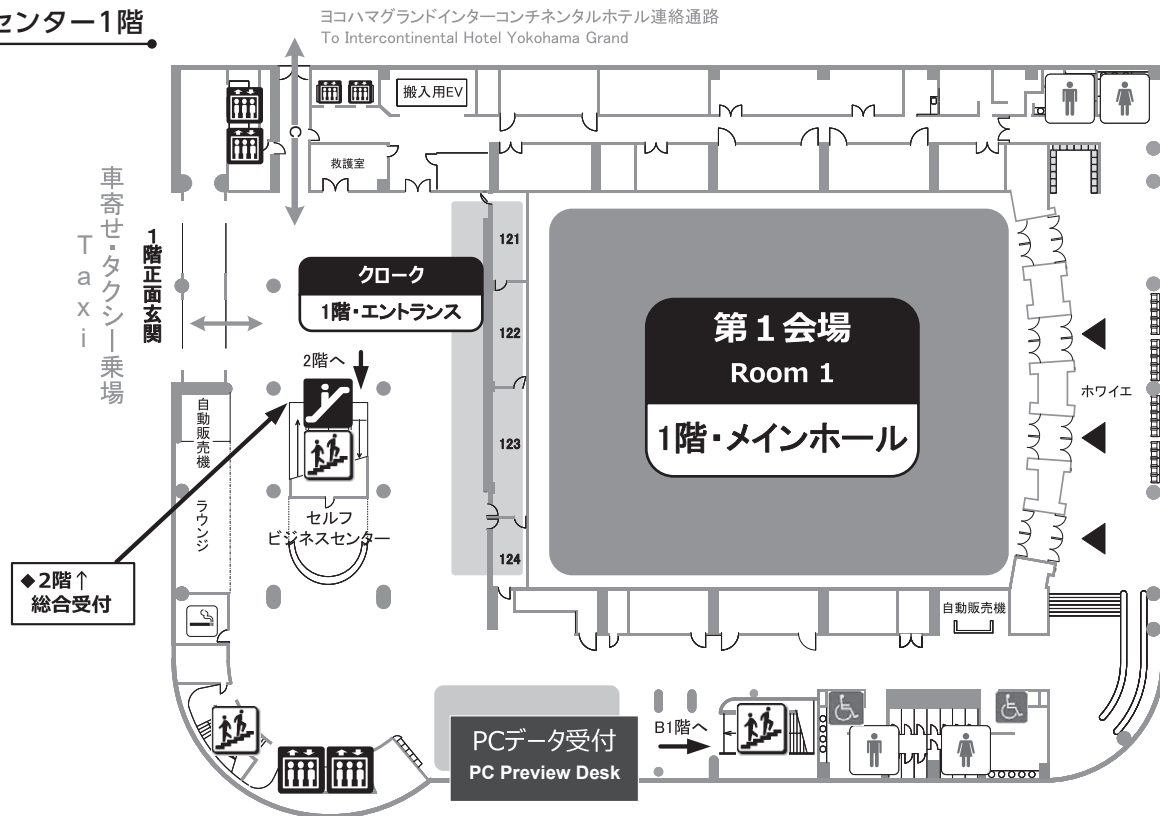 センター1階
ヨコハマグランドインターコンチネンタルホテル連絡通路
To Intercontinental Hotel Yokohama Grand
搬入用EV
救護室
車寄せ・タクシー乗場
Taxi
1階正面玄関
クローク
1階・エントランス
121
122
123
124
第1会場
Room 1
1階・メインホール
ホワイエ
2階へ
自動販売機
ラウンジ
セルフ
ビジネスセンター
◆2階↑
総合受付
自動販売機
PCデータ受付
PC Preview Desk
B1階へ